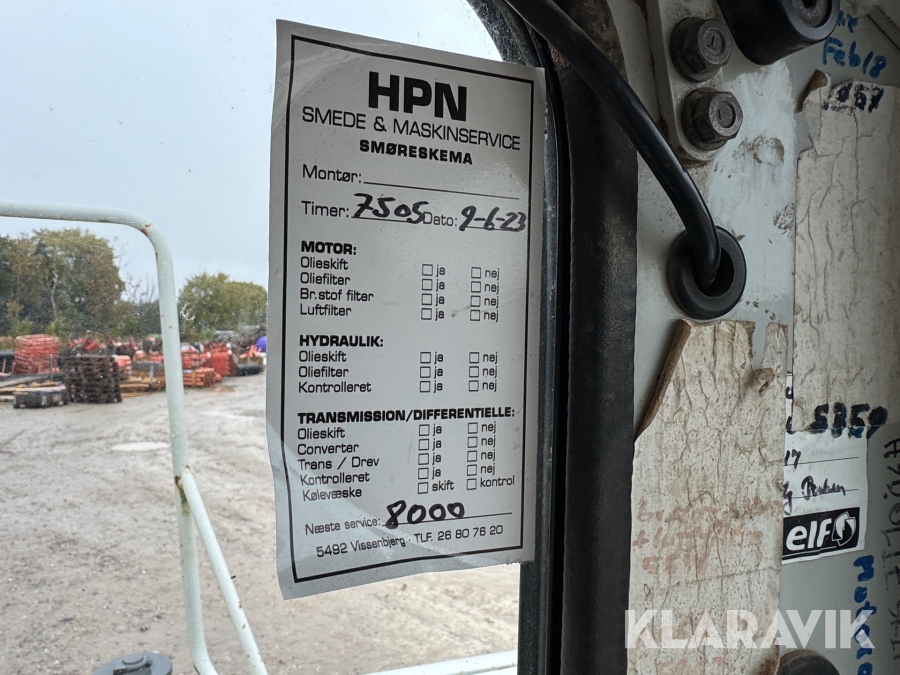 HPN
SMEDE & MASKINSERVICE
SMØRESKEMA
Montør:
Timer: 7505 Dato: 9-6-23
MOTOR:
Olieskift ja nej
Oliefilter ja nej
Br.stof filter ja nej
Luftfilter ja nej
HYDRAULIK:
Olieskift ja nej
Oliefilter ja nej
Kontrolleret ja nej
TRANSMISSION/DIFFERENTIELLE:
Olieskift ja nej
Converter ja nej
Trans / Drev ja nej
Kontrolleret ja nej
Kølevæske skift kontrol
Næste service: 8000
5492 Vissenbjerg · TLF. 26 80 76 20
Feb 18
5350
17
elf
KLARAVIK